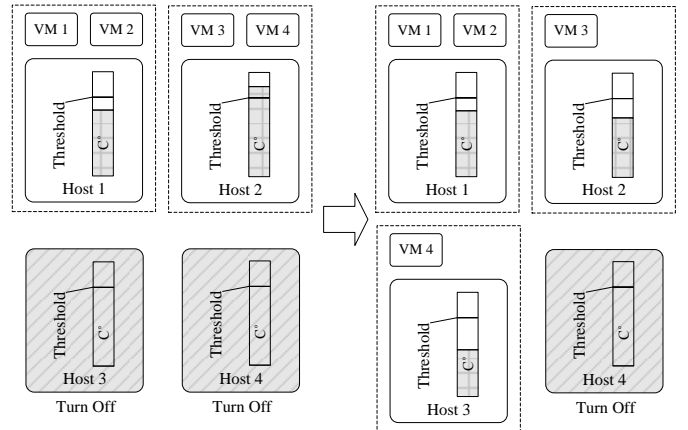 VM 1 VM 2
Threshold
C°
Host 1
VM 3 VM 4
Threshold
C°
Host 2
Threshold
C°
Host 3
Turn Off
Threshold
C°
Host 4
Turn Off
VM 1 VM 2
Threshold
C°
Host 1
VM 3
Threshold
C°
Host 2
VM 4
Threshold
C°
Host 3
Threshold
C°
Host 4
Turn Off